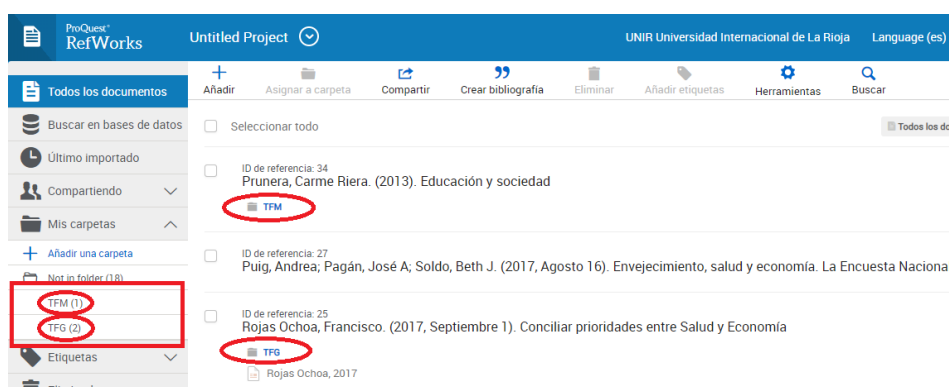 ProQuest®
RefWorks
Untitled Project
UNIR Universidad Internacional de La Rioja
Language (es)
Añadir
Asignar a carpeta
Compartir
Crear bibliografía
Eliminar
Añadir etiquetas
Herramientas
Buscar
Todos los documentos
Buscar en bases de datos
Último importado
Compartiendo
Mis carpetas
Añadir una carpeta
Not in folder (18)
TFM (1)
TFG (2)
Etiquetas
Seleccionar todo
Todos los do
ID de referencia: 34
Prunera, Carme Riera. (2013). Educación y sociedad
TFM
ID de referencia: 27
Puig, Andrea; Pagán, José A; Soldo, Beth J. (2017, Agosto 16). Envejecimiento, salud y economía. La Encuesta Naciona
ID de referencia: 25
Rojas Ochoa, Francisco. (2017, Septiembre 1). Conciliar prioridades entre Salud y Economía
TFG
Rojas Ochoa, 2017